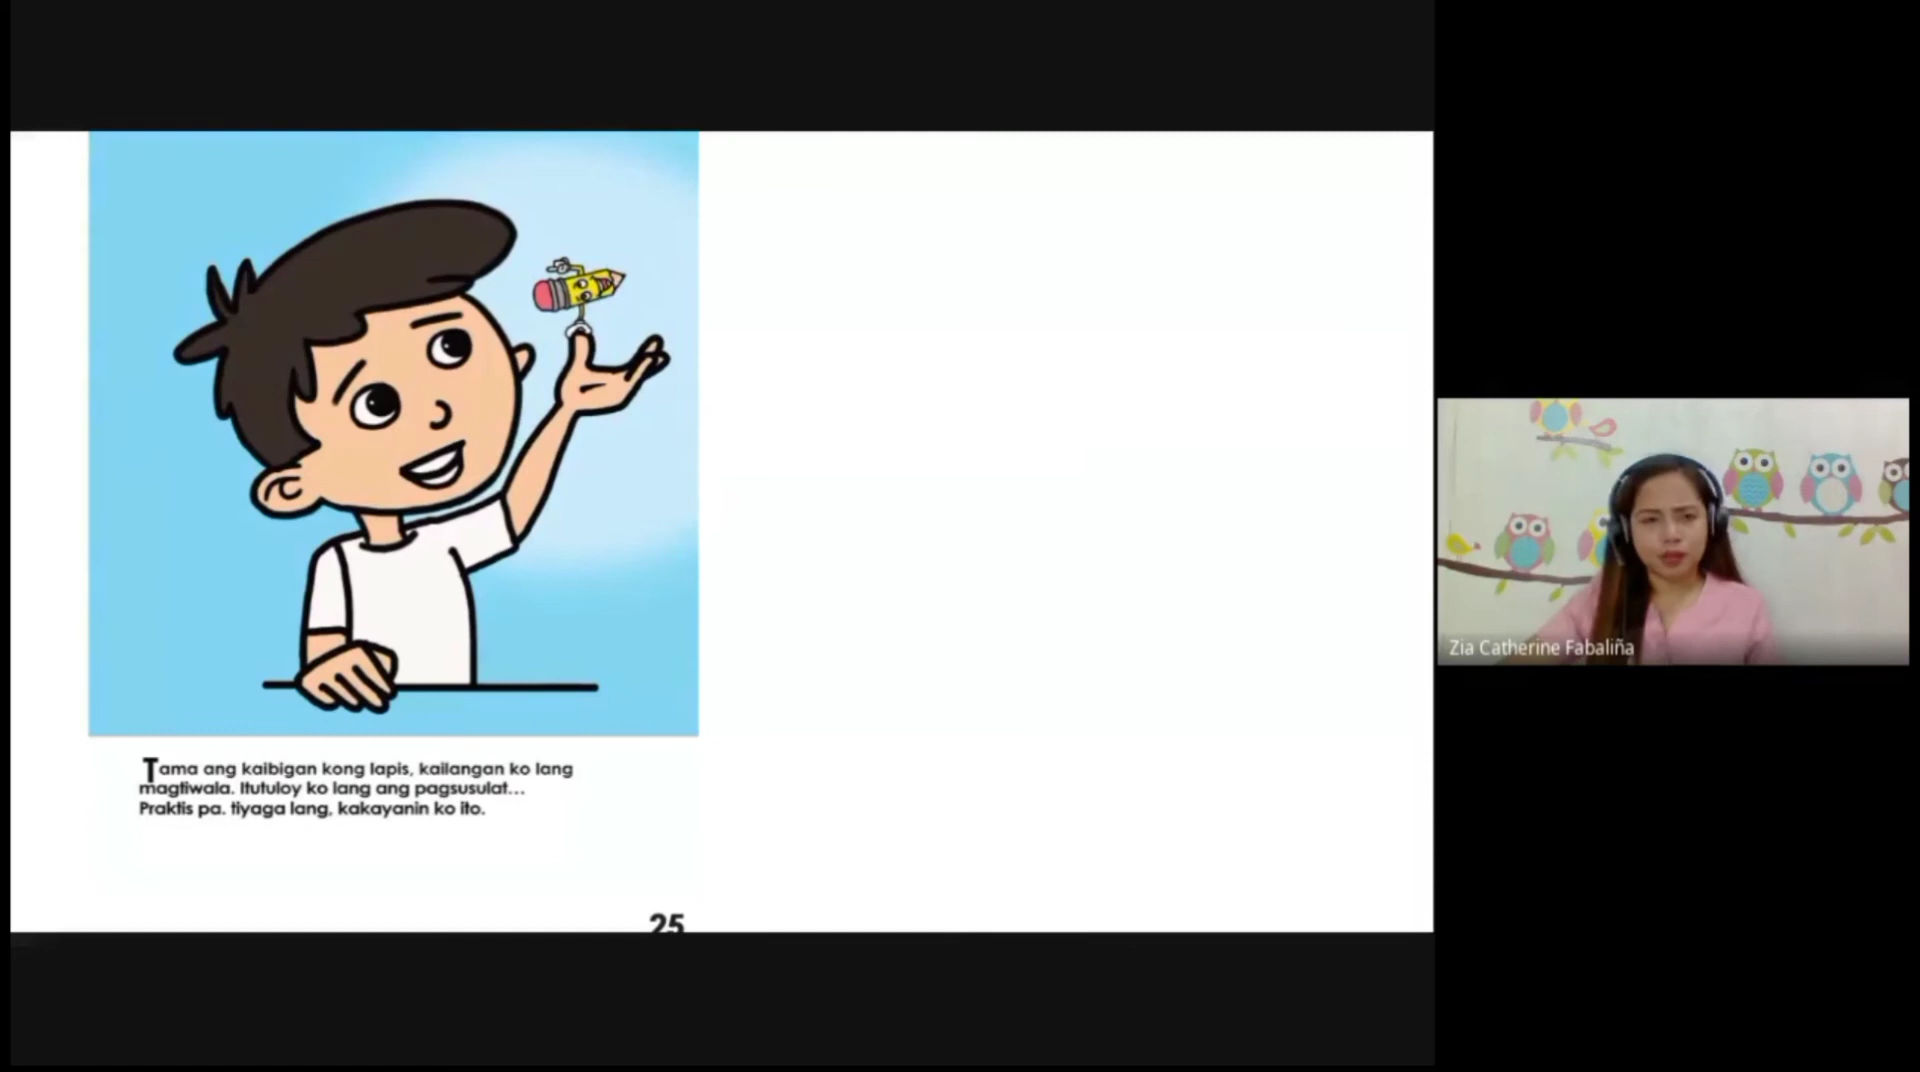 Tama ang kaibigan kong lapis, kailangan ko lang
magtiwala. Itutuloy ko lang ang pagsusulat...
Praktis pa. tiyaga lang, kakayanin ko ito.
25
Zia Catherine Fabaliña